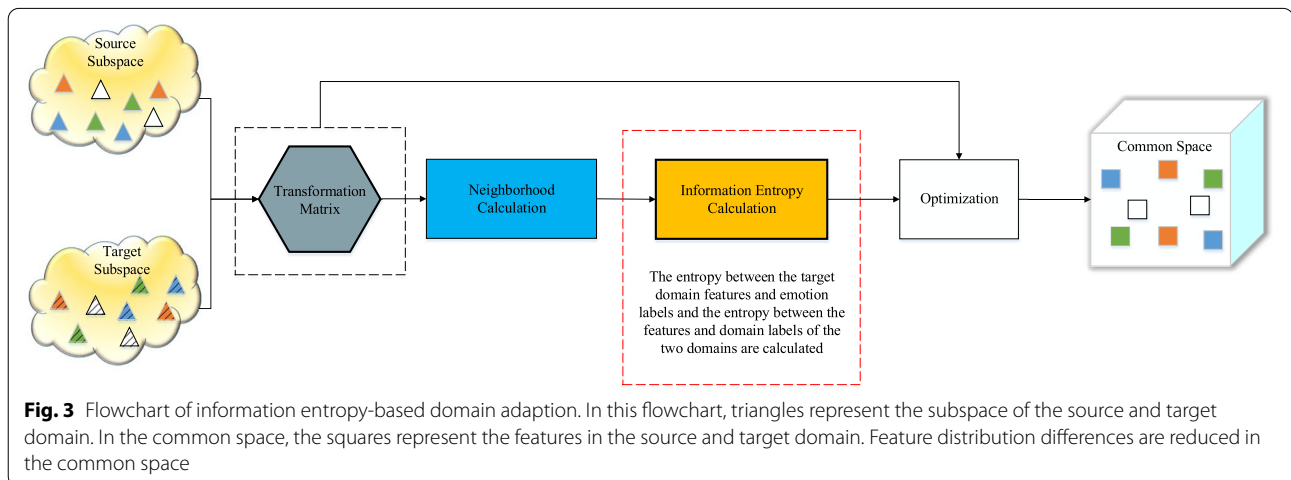 Source
Subspace
Target
Subspace
Transformation
Matrix
Neighborhood
Calculation
Information Entropy
Calculation
The entropy between the target
domain features and emotion
labels and the entropy between the
features and domain labels of the
two domains are calculated
Optimization
Common Space
Fig. 3 Flowchart of information entropy-based domain adaption. In this flowchart, triangles represent the subspace of the source and target
domain. In the common space, the squares represent the features in the source and target domain. Feature distribution differences are reduced in
the common space